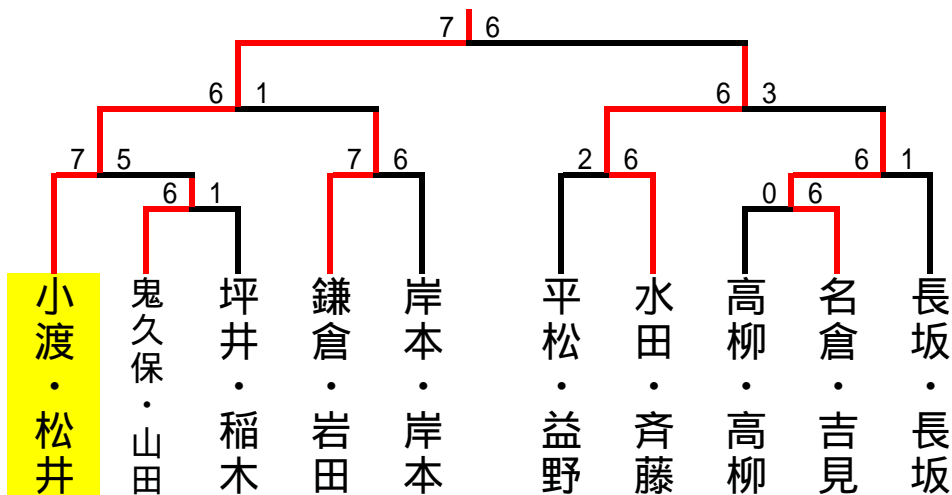 7 6
6 1 6 3
7 5 7 6 2 6 6 1
6 1 0 6
小渡・松井
鬼久保・山田
坪井・稲木
鎌倉・岩田
岸本・岸本
平松・益野
水田・斉藤
高柳・高柳
名倉・吉見
長坂・長坂